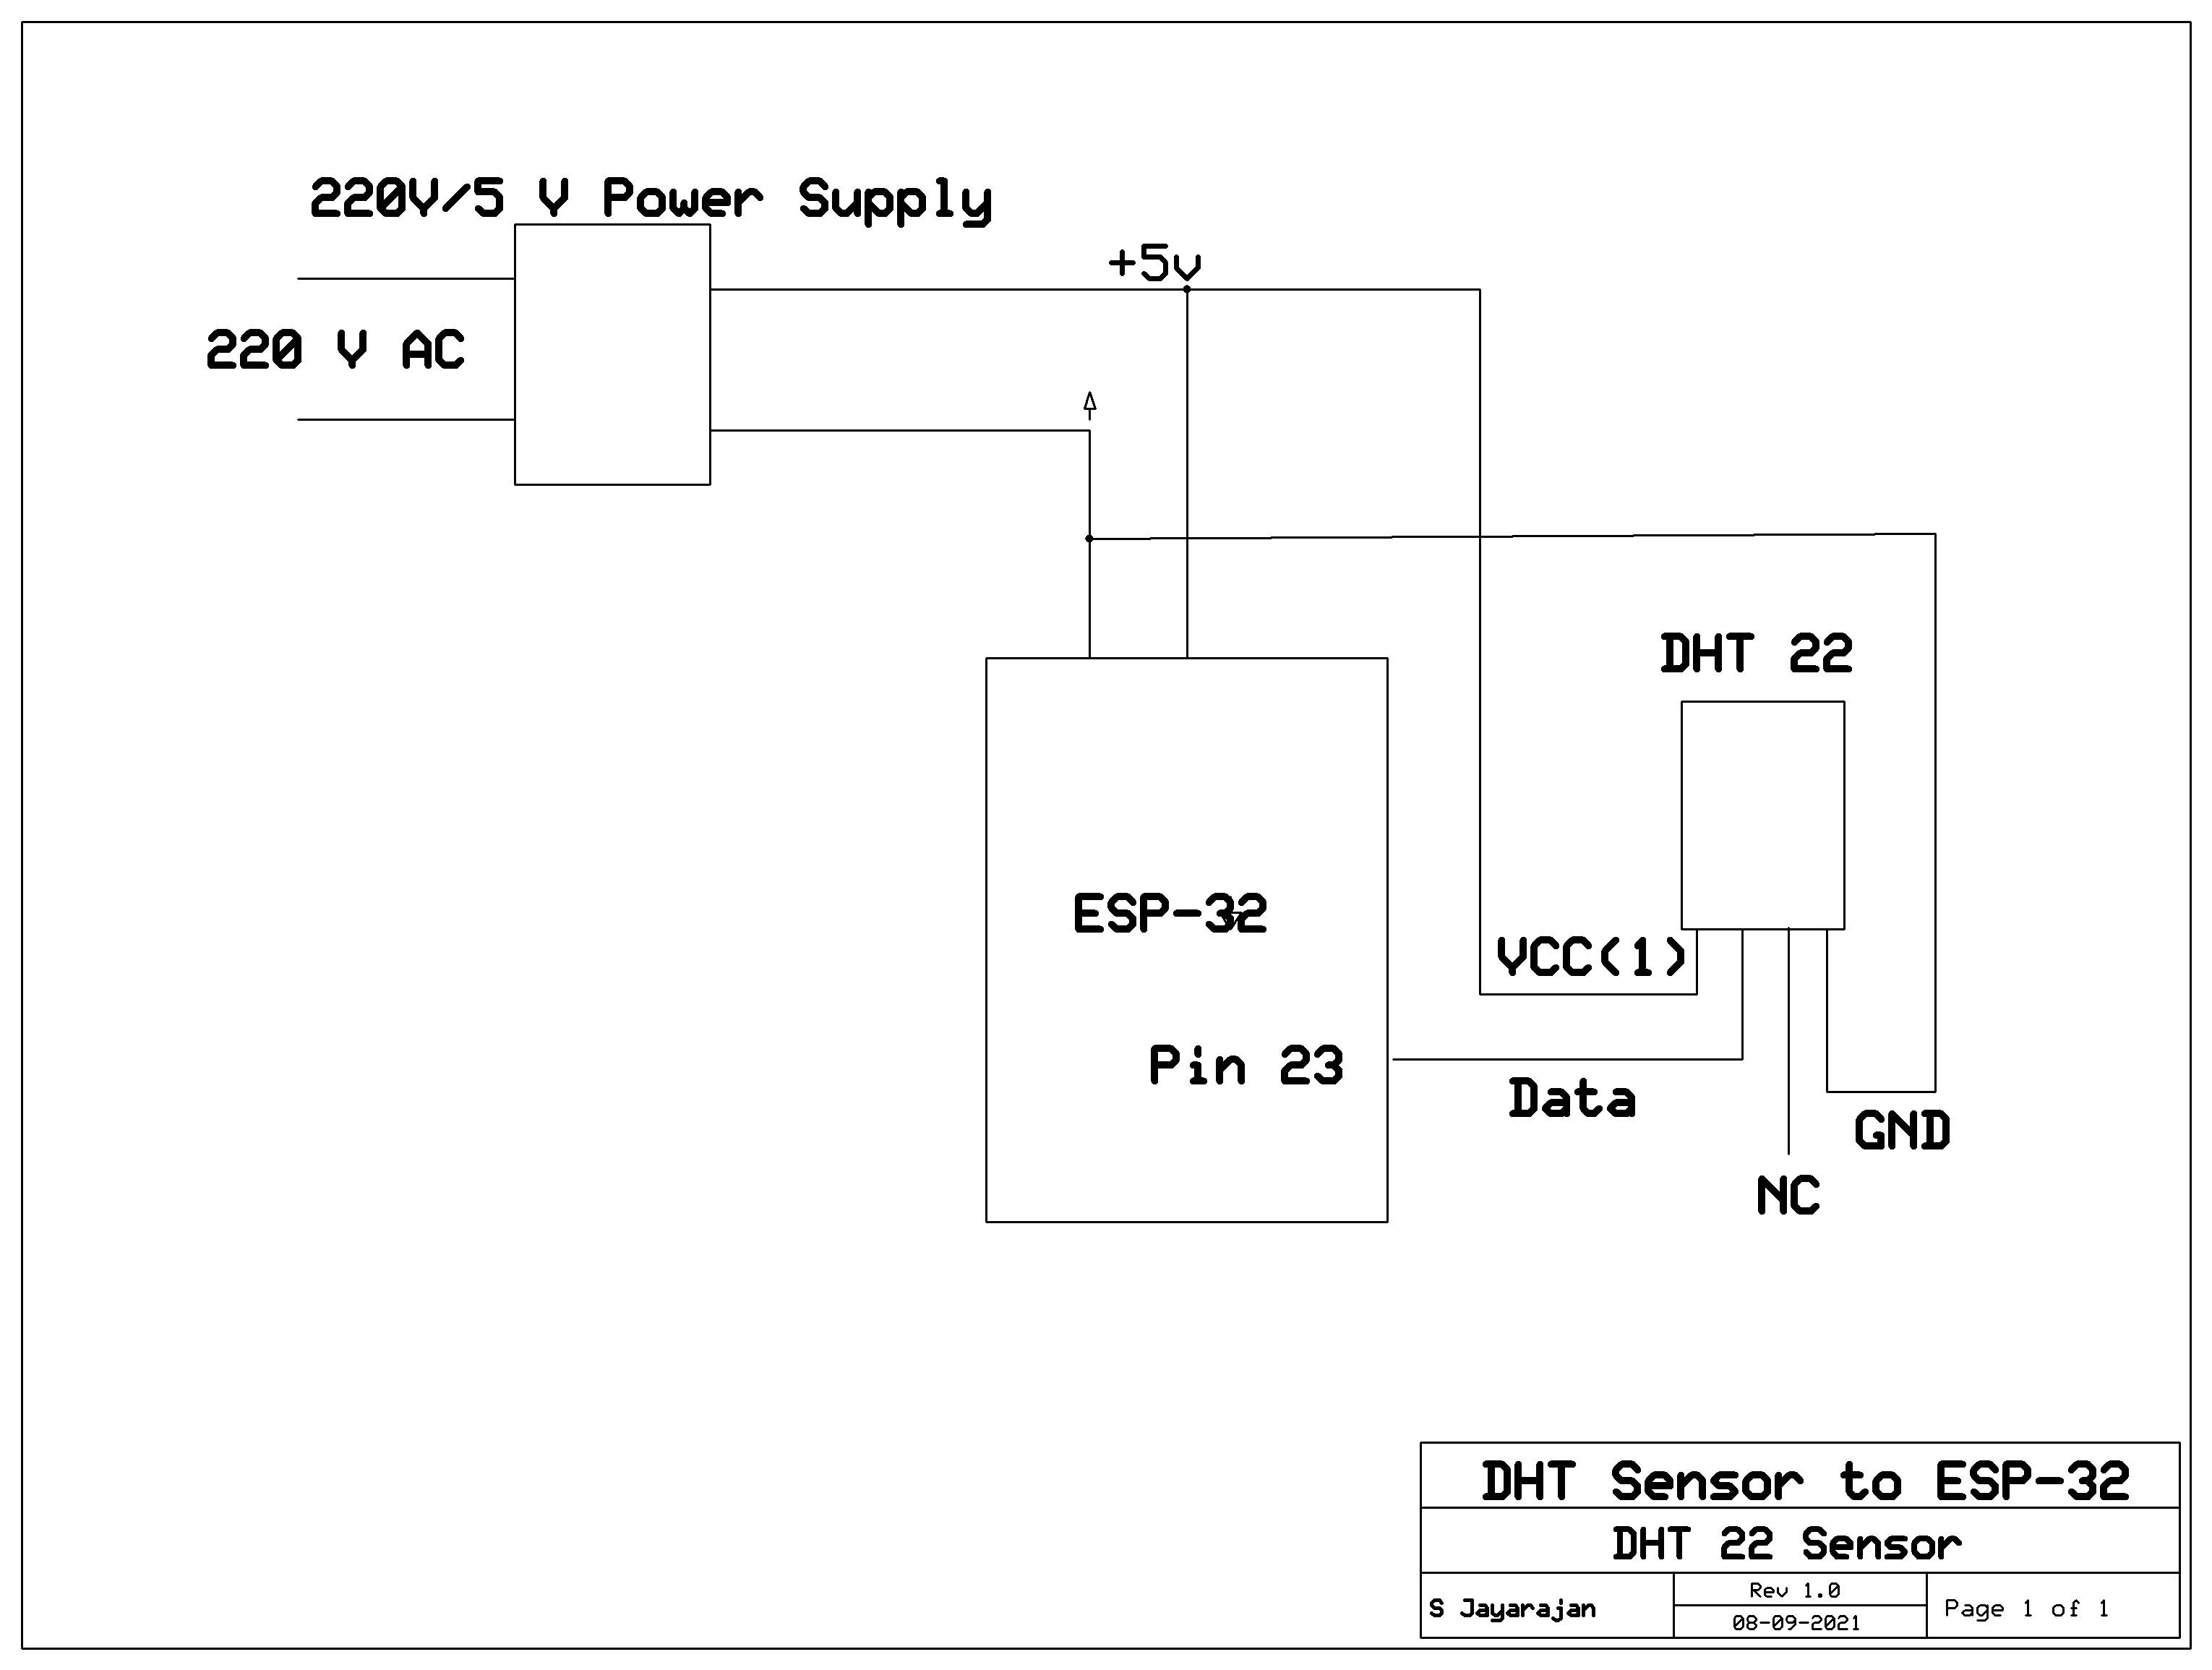 220V/5 V Power Supply
+5v
220 V AC
DHT 22
ESP-32
VCC(1)
Pin 23
Data
GND
NC
DHT Sensor to ESP-32
DHT 22 Sensor
S Jayarajan
Rev 1.0
08-09-2021
Page 1 of 1